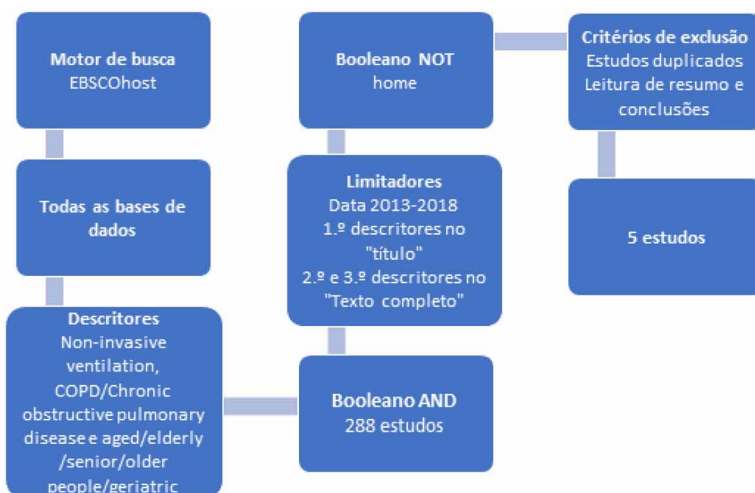 Motor de busca
EBSCOhost
Todas as bases de
dados
Descritores
Non-invasive
ventilation,
COPD/Chronic
obstructive pulmonary
disease e aged/elderly
/senior/older
people/geriatric
Booleano AND
288 estudos
Limitadores
Data 2013-2018
1.º descritores no
"título"
2.º e 3.º descritores no
"Texto completo"
Booleano NOT
home
Critérios de exclusão
Estudos duplicados
Leitura de resumo e
conclusões
5 estudos